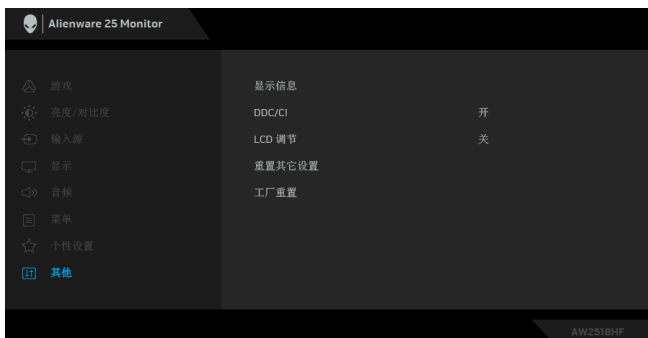 Alienware 25 Monitor
游戏
亮度/对比度
输入源
显示
音频
菜单
个性设置
其他
显示信息
DDC/CI 开
LCD 调节 关
重置其它设置
工厂重置
AW2518HF